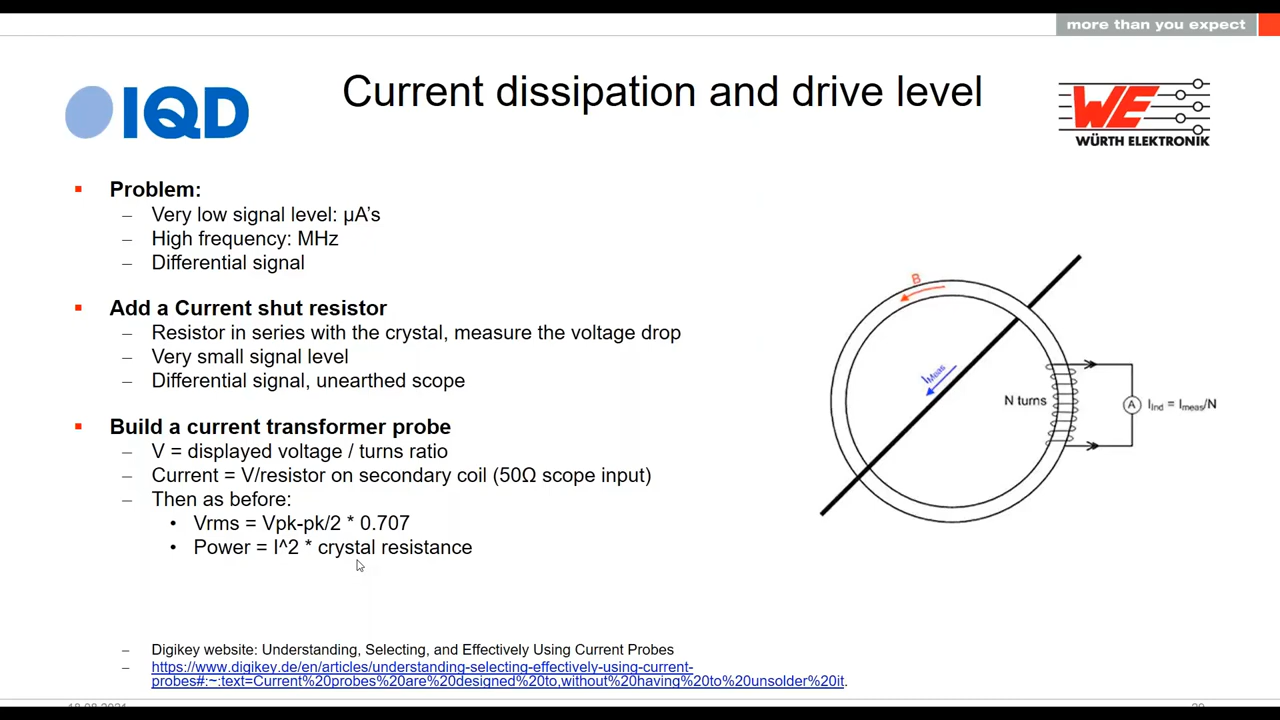 more than you expect
IQD
Current dissipation and drive level
WE
WÜRTH ELEKTRONIK
Problem:
– Very low signal level: µA's
– High frequency: MHz
– Differential signal
Add a Current shut resistor
– Resistor in series with the crystal, measure the voltage drop
– Very small signal level
– Differential signal, unearthed scope
Build a current transformer probe
– V = displayed voltage / turns ratio
– Current = V/resistor on secondary coil (50Ω scope input)
– Then as before:
• Vrms = Vpk-pk/2 * 0.707
• Power = I^2 * crystal resistance
B
IMeas
N turns
A
IInd = Imeas/N
– Digikey website: Understanding, Selecting, and Effectively Using Current Probes
– https://www.digikey.de/en/articles/understanding-selecting-effectively-using-current-
probes#:~:text=Current%20probes%20are%20designed%20to,without%20having%20to%20unsolder%20it.